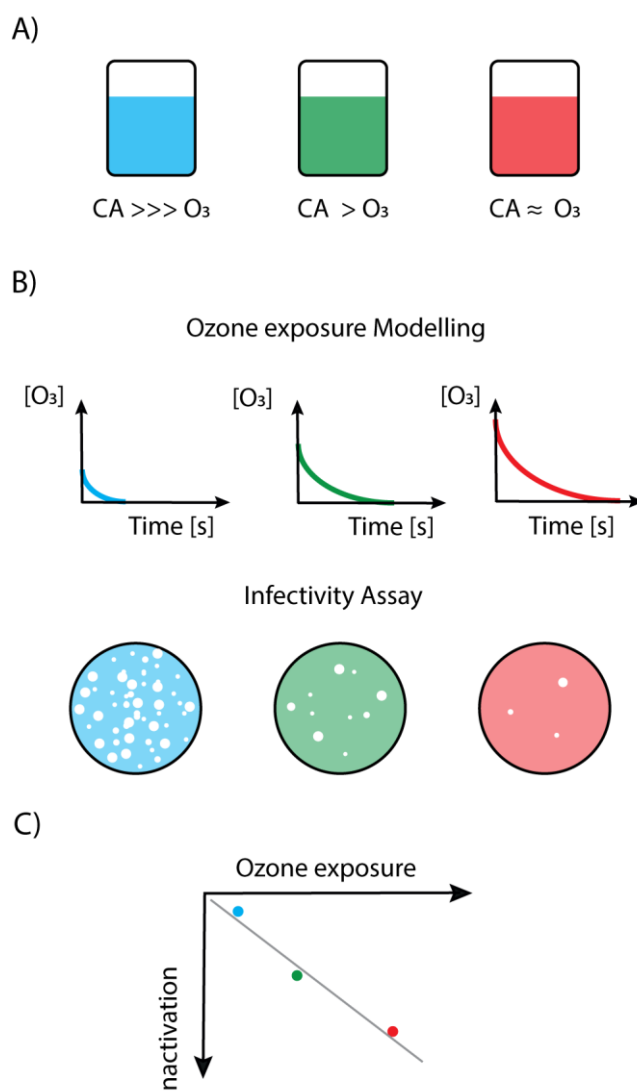 A)
CA >>> O₃
CA > O₃
CA ≈ O₃
B)
Ozone exposure Modelling
[O₃]
[O₃]
[O₃]
Time [s]
Time [s]
Time [s]
Infectivity Assay
C)
Ozone exposure
nactivation